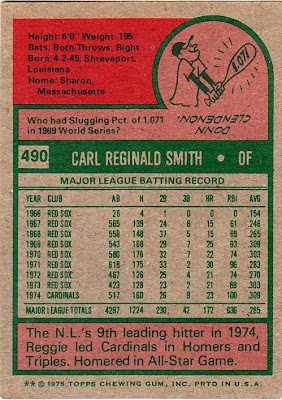 Height: 6'0" Weight: 195
Bats: Both Throws: Right
Born: 4-2-45, Shreveport,
Louisiana
Home: Sharon,
Massachusetts
1.071
CLUB
Who had Slugging Pct. of 1.071
in 1969 World Series?
DONN
CLENDENON.
490 CARL REGINALD SMITH • OF
MAJOR LEAGUE BATTING RECORD
YEAR CLUB AB H 2B 3B HR RBI AVG
1966 RED SOX 26 4 1 0 0 0 .154
1967 RED SOX 565 139 24 6 15 61 .246
1968 RED SOX 558 148 37 5 15 69 .265
1969 RED SOX 543 168 29 7 25 93 .309
1970 RED SOX 580 176 32 7 22 74 .303
1971 RED SOX 618 175 33 2 30 96 .283
1972 RED SOX 467 126 25 4 21 74 .270
1973 RED SOX 423 128 23 2 21 69 .303
1974 CARDINALS 517 160 26 9 23 100 .309
MAJOR LEAGUE TOTALS 4297 1224 230 42 172 636 .285
The N.L.'s 9th leading hitter in 1974,
Reggie led Cardinals in Homers and
Triples. Homered in All-Star Game.
** © 1975 TOPPS CHEWING GUM, INC. PRTD IN U.S.A.